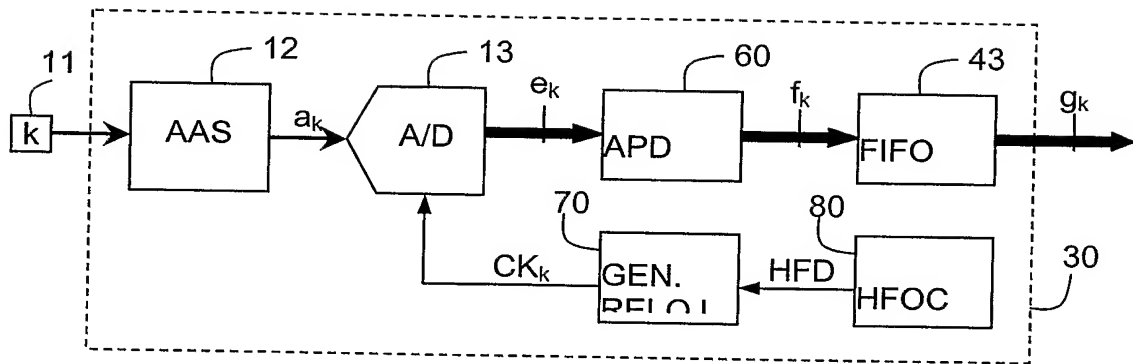 11
12
13
60
43
k
AAS
a_k
A/D
e_k
APD
f_k
FIFO
g_k
70
80
30
CK_k
GEN.
HFD
HFOC